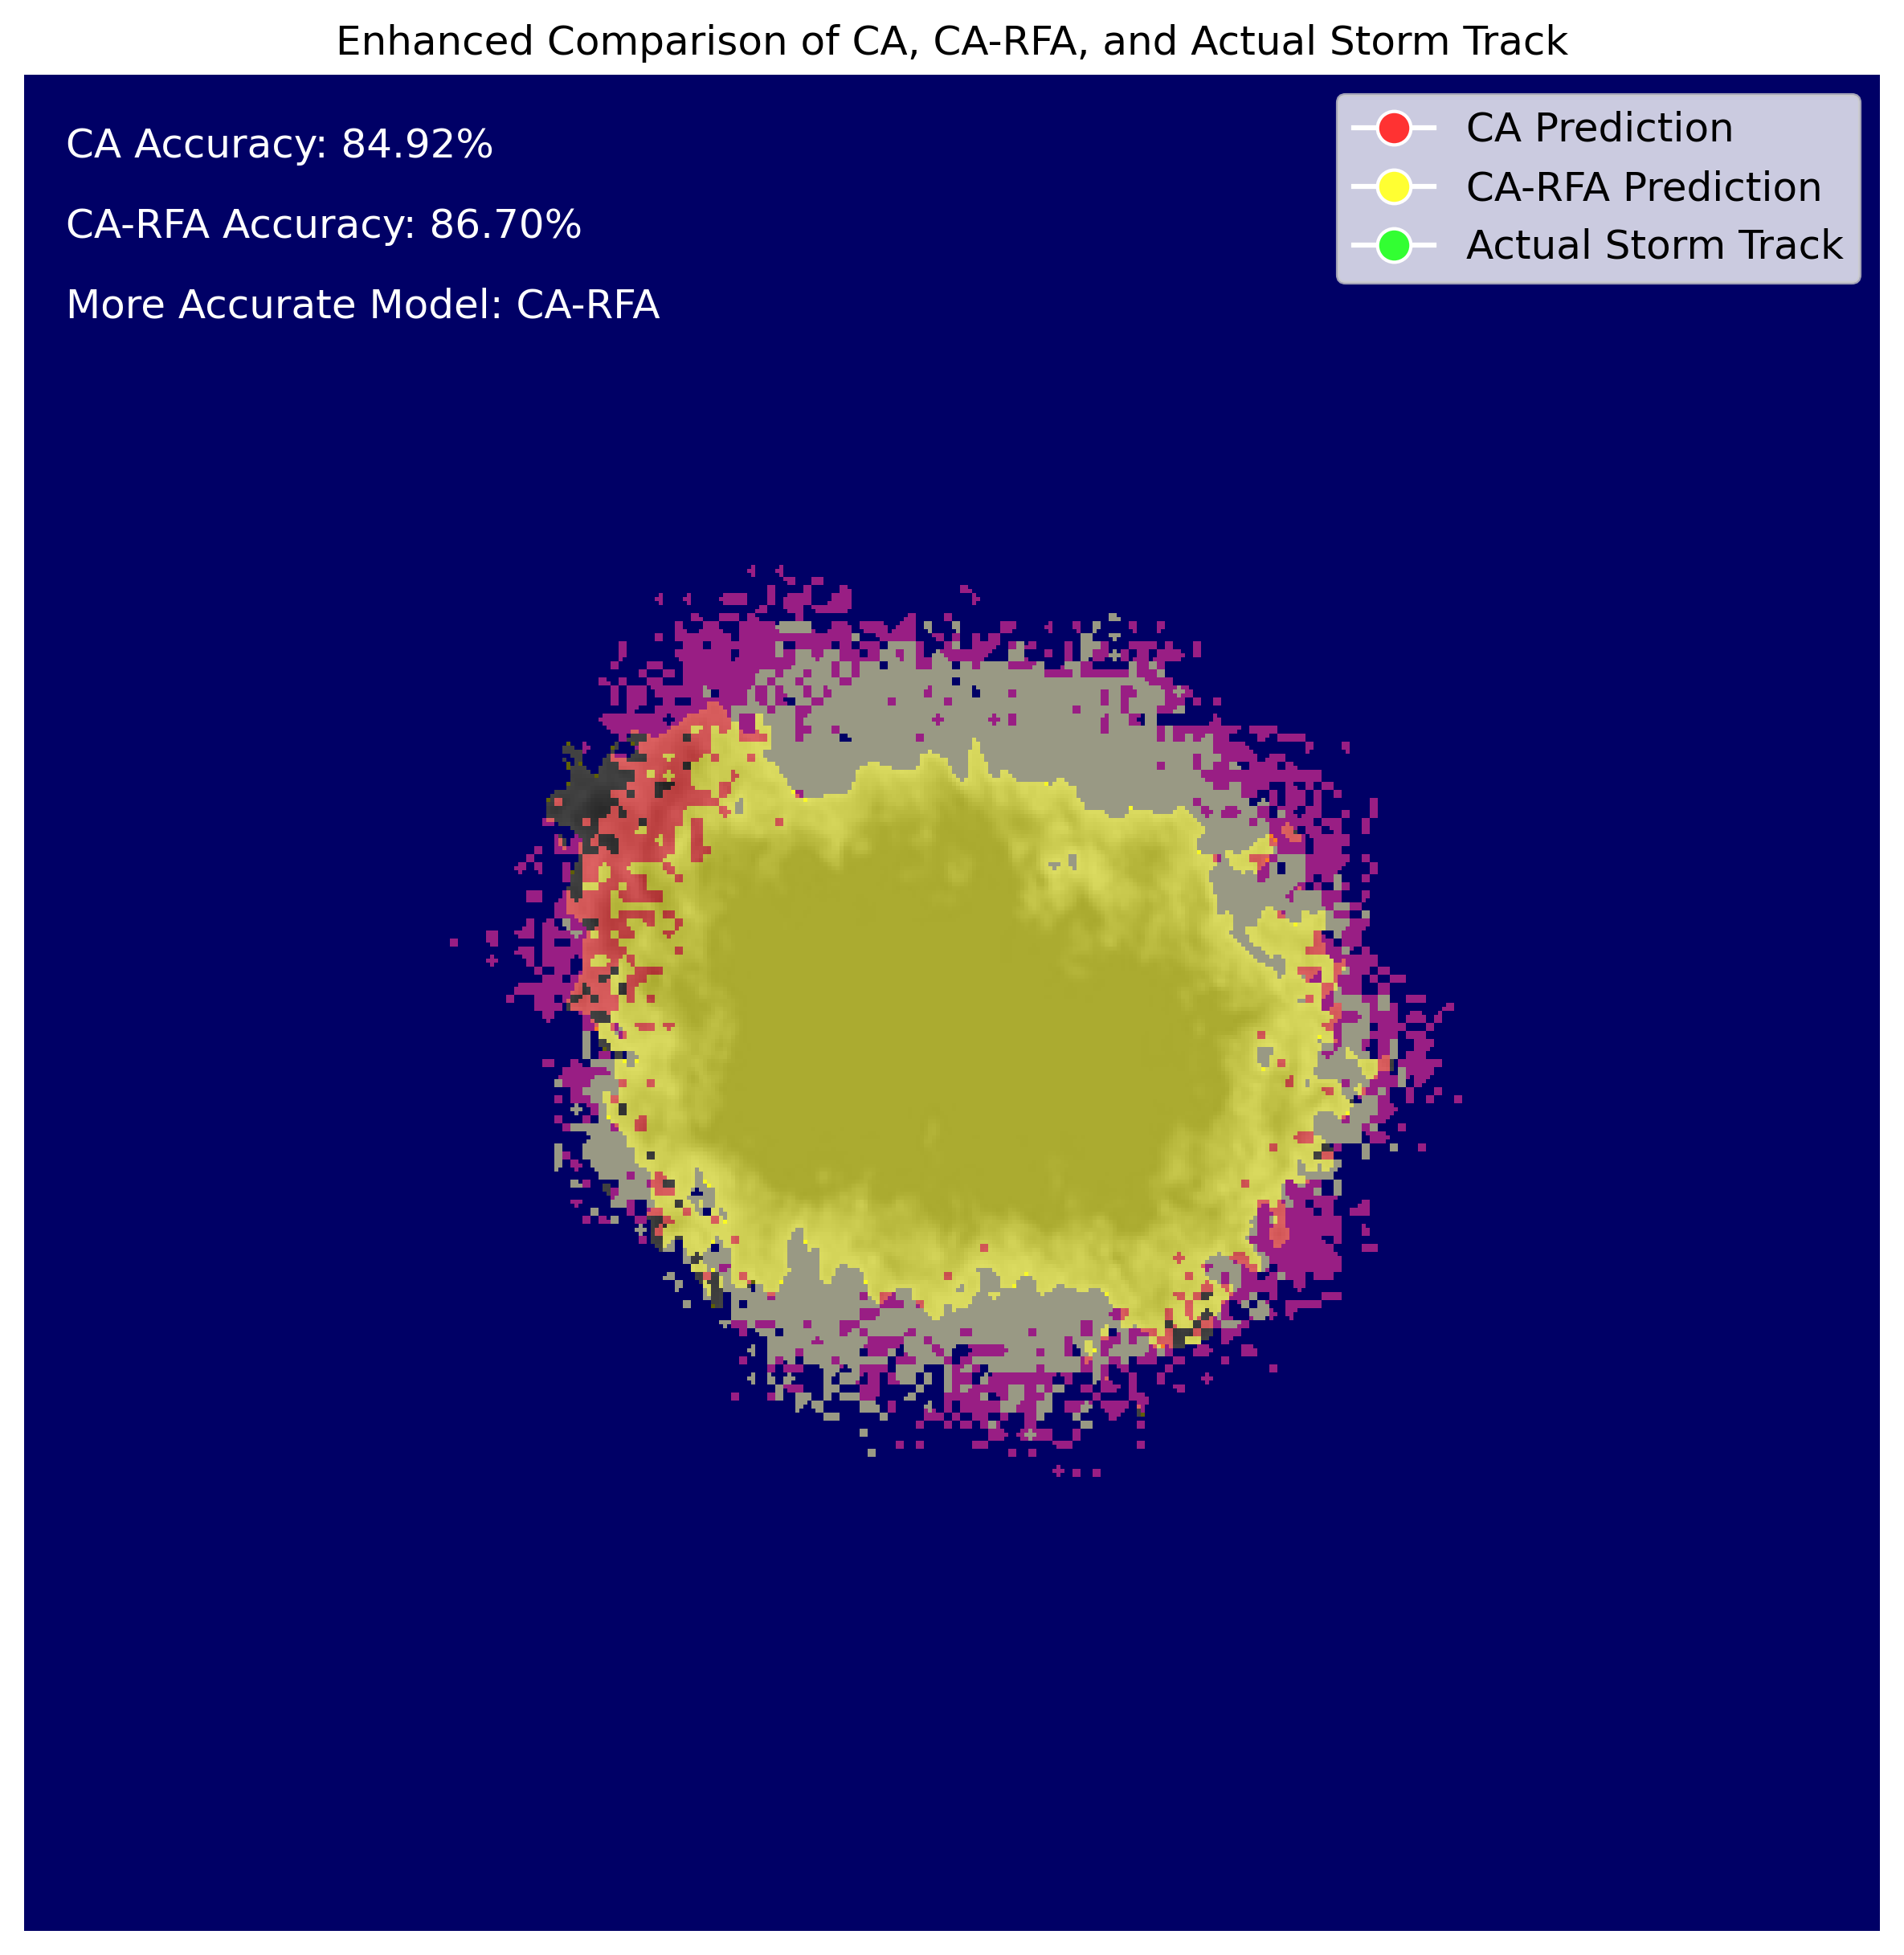 Enhanced Comparison of CA, CA-RFA, and Actual Storm Track
CA Accuracy: 84.92%
CA-RFA Accuracy: 86.70%
More Accurate Model: CA-RFA
CA Prediction
CA-RFA Prediction
Actual Storm Track